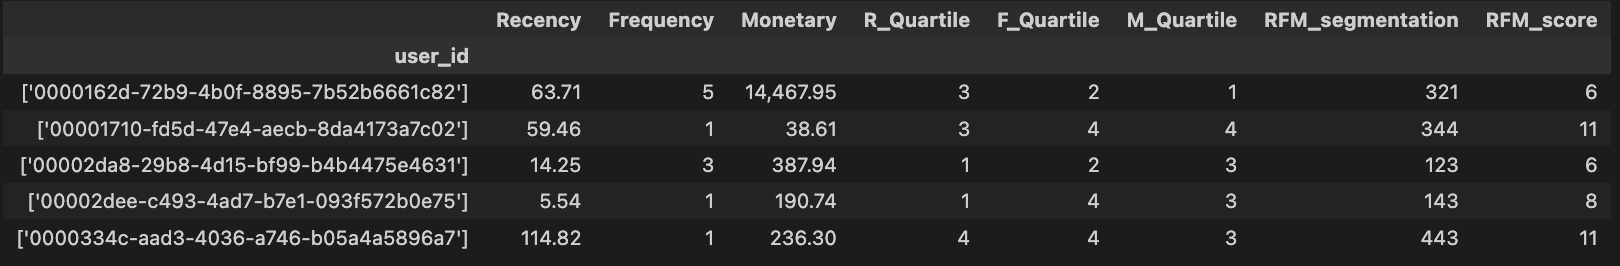 Recency Frequency Monetary R_Quartile F_Quartile M_Quartile RFM_segmentation RFM_score
user_id
['0000162d-72b9-4b0f-8895-7b52b6661c82'] 63.71 5 14,467.95 3 2 1 321 6
['00001710-fd5d-47e4-aecb-8da4173a7c02'] 59.46 1 38.61 3 4 4 344 11
['00002da8-29b8-4d15-bf99-b4b4475e4631'] 14.25 3 387.94 1 2 3 123 6
['00002dee-c493-4ad7-b7e1-093f572b0e75'] 5.54 1 190.74 1 4 3 143 8
['0000334c-aad3-4036-a746-b05a4a5896a7'] 114.82 1 236.30 4 4 3 443 11